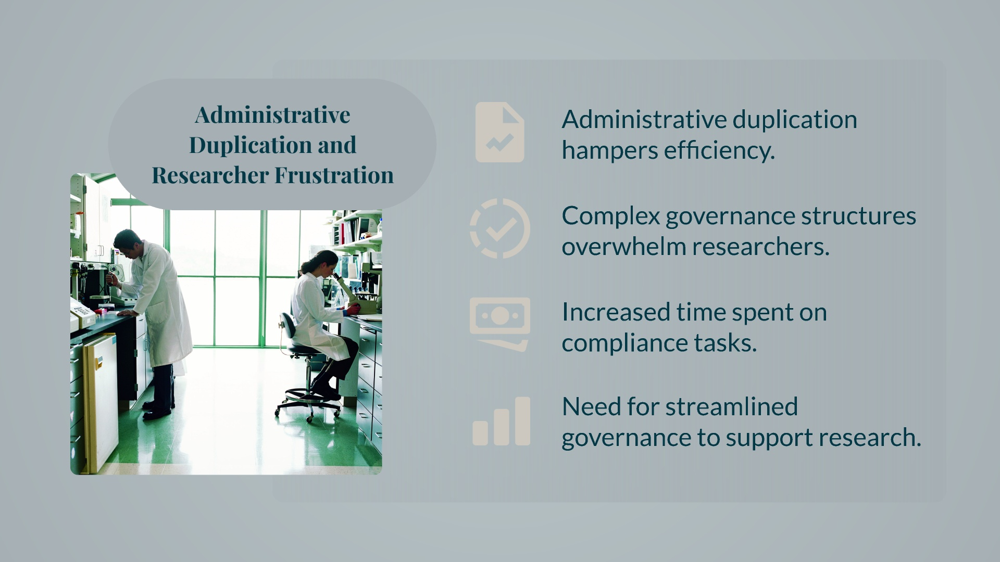 Administrative
Duplication and
Researcher Frustration
Administrative duplication
hampers efficiency.
Complex governance structures
overwhelm researchers.
Increased time spent on
compliance tasks.
Need for streamlined
governance to support research.